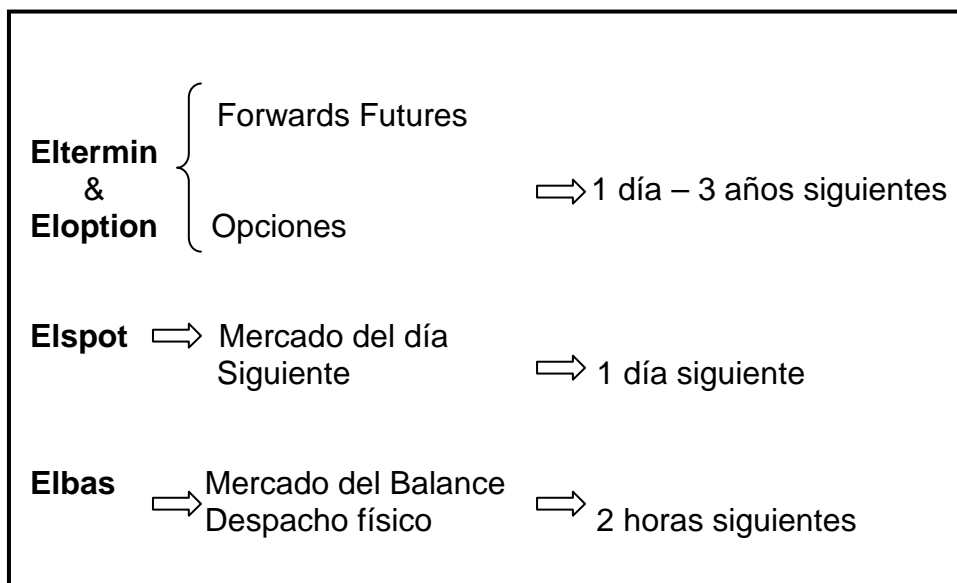 Forwards Futures
Eltermin
&
Eloption
Opciones
1 día – 3 años siguientes
Elspot
Mercado del día
Siguiente
1 día siguiente
Elbas
Mercado del Balance
Despacho físico
2 horas siguientes